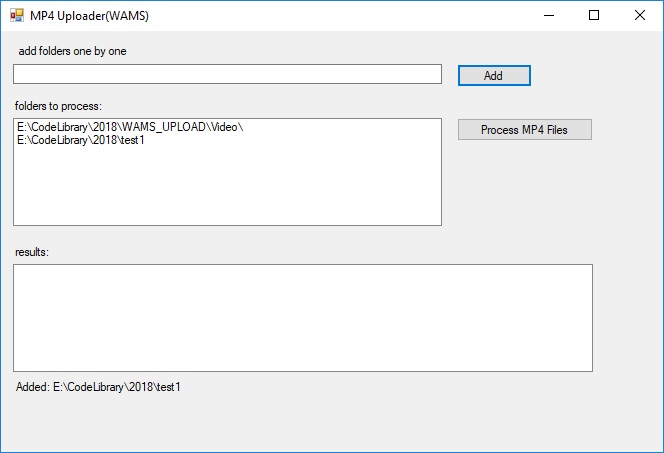 MP4 Uploader(WAMS)
add folders one by one
Add
folders to process:
E:\CodeLibrary\2018\WAMS_UPLOAD\Video\
E:\CodeLibrary\2018\test1
Process MP4 Files
results:
Added: E:\CodeLibrary\2018\test1